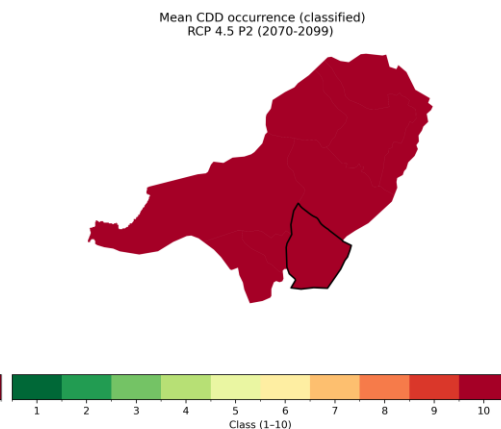 Mean CDD occurrence (classified)
RCP 4.5 P2 (2070-2099)
1 2 3 4 5 6 7 8 9 10
Class (1–10)